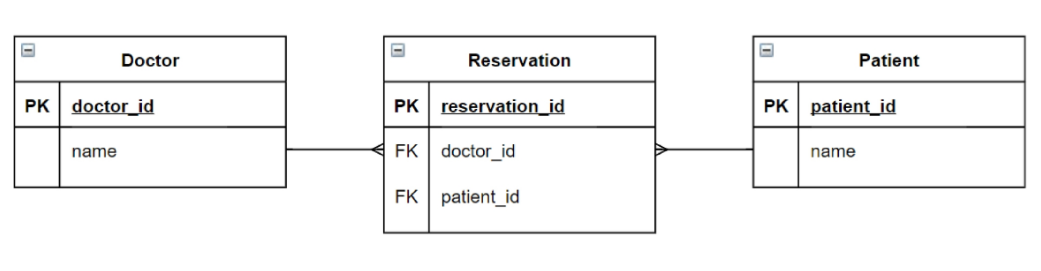 Doctor
PK doctor_id
name
Reservation
PK reservation_id
FK doctor_id
FK patient_id
Patient
PK patient_id
name